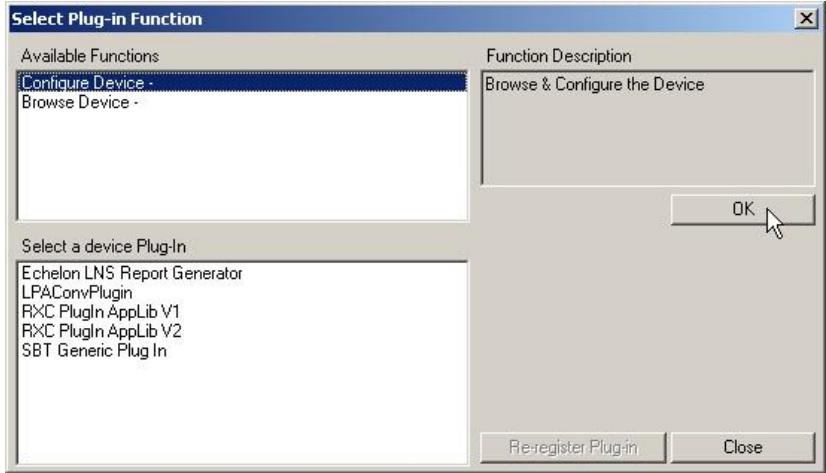 Select Plug-in Function
Available Functions
Configure Device -
Browse Device -
Function Description
Browse & Configure the Device
OK
Select a device Plug-In
Echelon LNS Report Generator
LPAConvPlugin
RXC PlugIn AppLib V1
RXC PlugIn AppLib V2
SBT Generic Plug In
Re-register Plug-in
Close